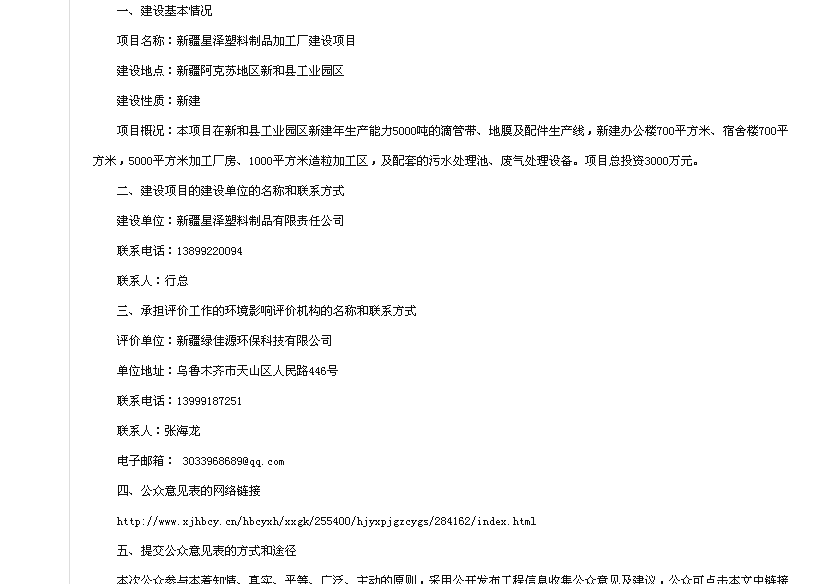 一、建设基本情况
项目名称：新疆星泽塑料制品加工厂建设项目
建设地点：新疆阿克苏地区新和县工业园区
建设性质：新建
项目概况：本项目在新和县工业园区新建年生产能力5000吨的滴管带、地膜及配件生产线，新建办公楼700平方米、宿舍楼700平
方米，5000平方米加工厂房、1000平方米造粒加工区，及配套的污水处理池、废气处理设备。项目总投资3000万元。
二、建设项目的建设单位的名称和联系方式
建设单位：新疆星泽塑料制品有限责任公司
联系电话：13899220094
联系人：行总
三、承担评价工作的环境影响评价机构的名称和联系方式
评价单位：新疆绿佳源环保科技有限公司
单位地址：乌鲁木齐市天山区人民路446号
联系电话：13999187251
联系人：张海龙
电子邮箱： 3033968689@qq.com
四、公众意见表的网络链接
http://www.xjhbcy.cn/hbcyxh/xxgk/255400/hjyxpjgzcygs/284162/index.html
五、提交公众意见表的方式和途径
本次公众参与本着知情、真实、平等、广泛、主动的原则，采用公开发布工程信息收集公众意见及建议，公众可点击本文中链接